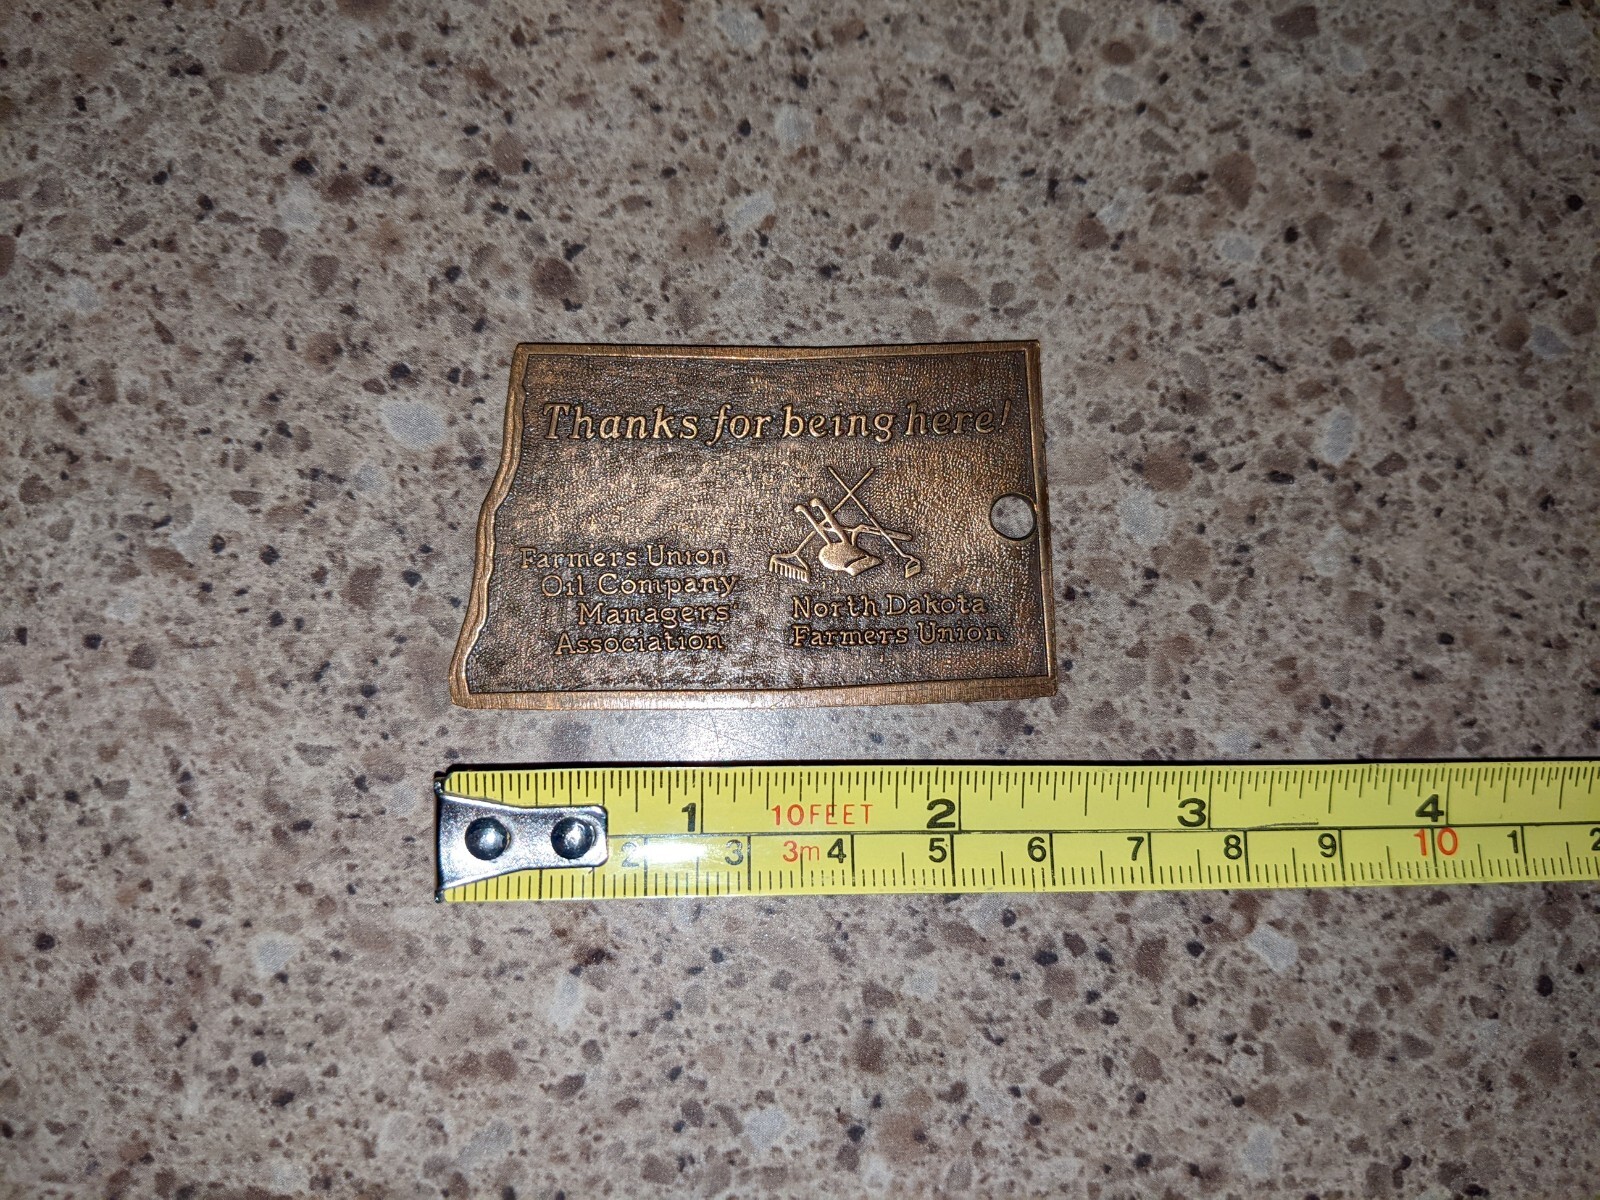 Thanks for being here!
Farmers Union
Oil Company
Managers'
Association
North Dakota
Farmers Union
1 10FEET 2 3 4
2 3 3m 4 5 6 7 8 9 10 1 2